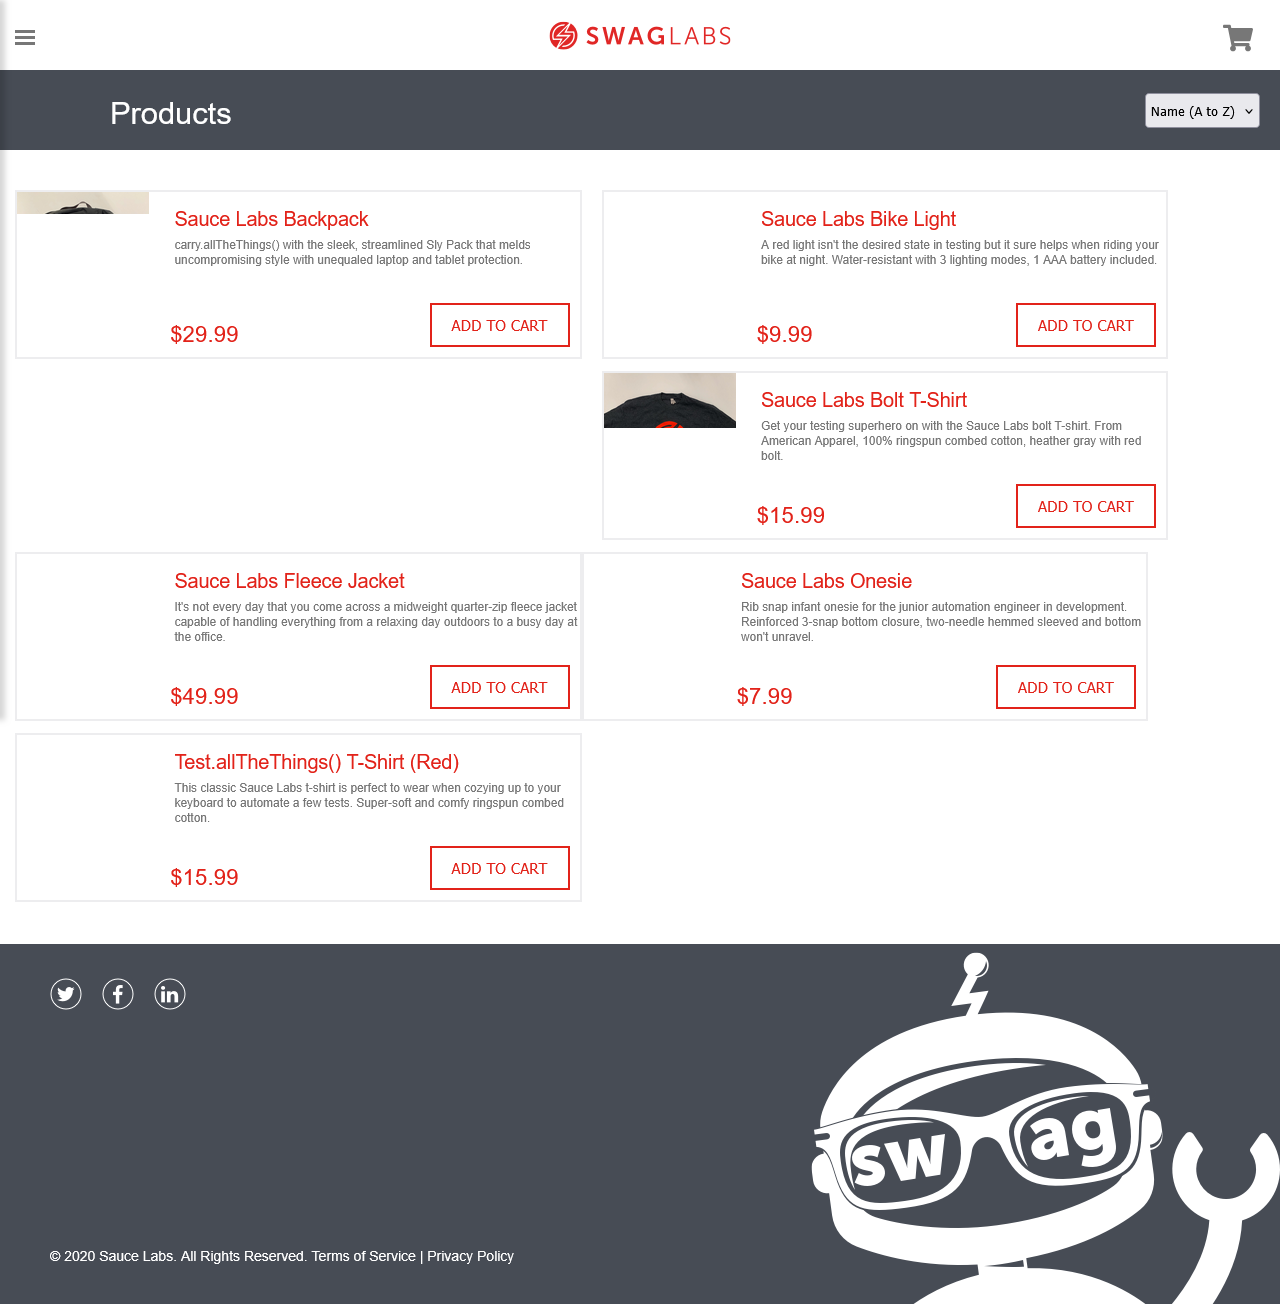 SWAGLABS
Products
Name (A to Z)
Sauce Labs Backpack
carry.allTheThings() with the sleek, streamlined Sly Pack that melds
uncompromising style with unequaled laptop and tablet protection.
$29.99
ADD TO CART
Sauce Labs Bike Light
A red light isn't the desired state in testing but it sure helps when riding your
bike at night. Water-resistant with 3 lighting modes, 1 AAA battery included.
$9.99
ADD TO CART
Sauce Labs Bolt T-Shirt
Get your testing superhero on with the Sauce Labs bolt T-shirt. From
American Apparel, 100% ringspun combed cotton, heather gray with red
bolt.
$15.99
ADD TO CART
Sauce Labs Fleece Jacket
It's not every day that you come across a midweight quarter-zip fleece jacket
capable of handling everything from a relaxing day outdoors to a busy day at
the office.
$49.99
ADD TO CART
Sauce Labs Onesie
Rib snap infant onesie for the junior automation engineer in development.
Reinforced 3-snap bottom closure, two-needle hemmed sleeved and bottom
won't unravel.
$7.99
ADD TO CART
Test.allTheThings() T-Shirt (Red)
This classic Sauce Labs t-shirt is perfect to wear when cozying up to your
keyboard to automate a few tests. Super-soft and comfy ringspun combed
cotton.
$15.99
ADD TO CART
sw ag
© 2020 Sauce Labs. All Rights Reserved. Terms of Service | Privacy Policy